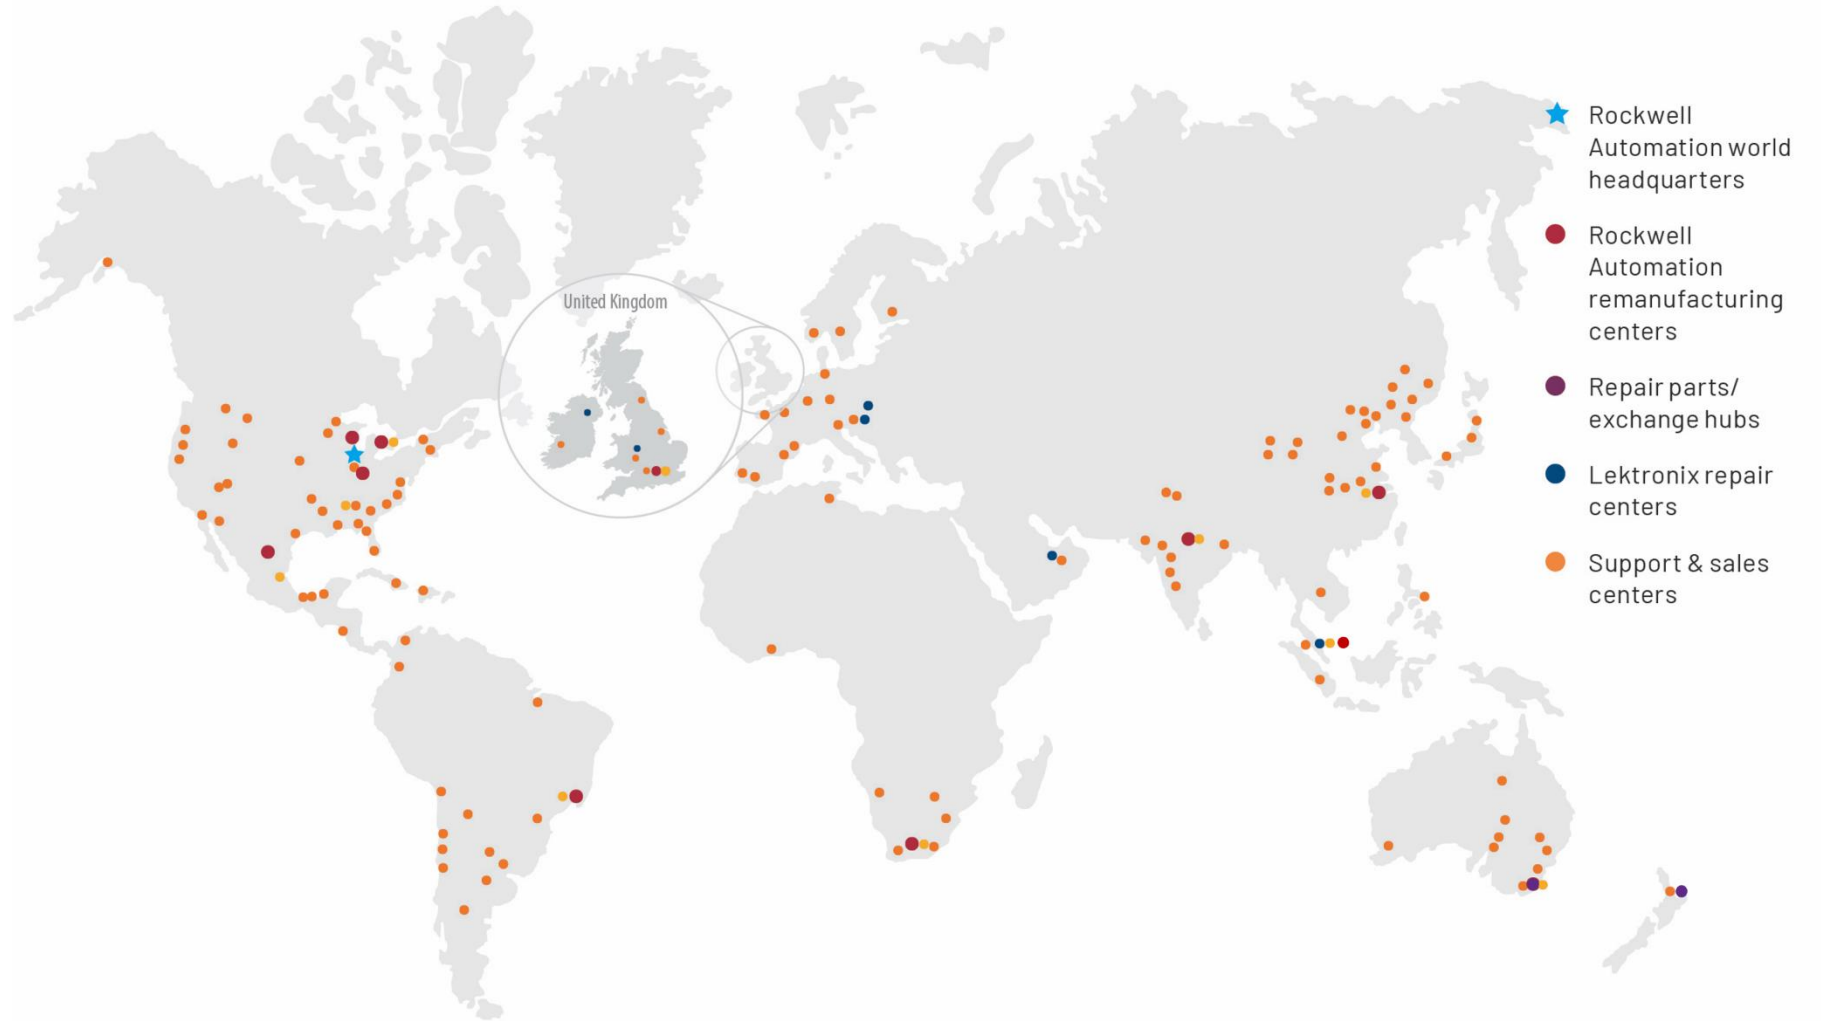 United Kingdom
Rockwell
Automation world
headquarters
Rockwell
Automation
remanufacturing
centers
Repair parts/
exchange hubs
Lektronix repair
centers
Support & sales
centers